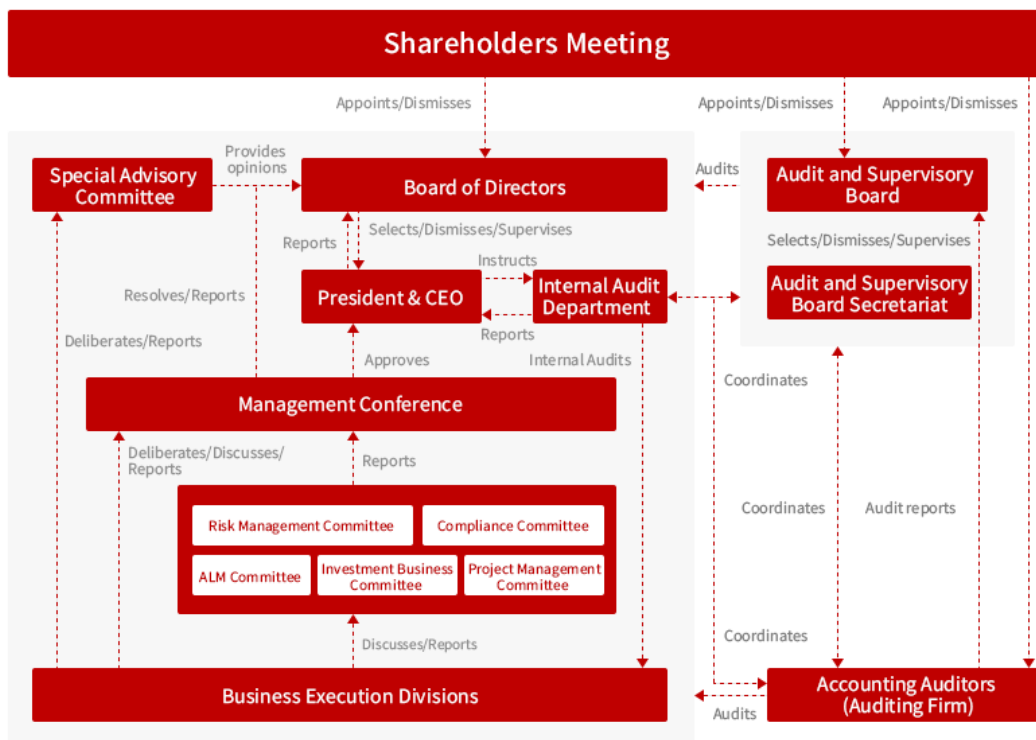 Shareholders Meeting
Appoints/Dismisses
Appoints/Dismisses
Appoints/Dismisses
Special Advisory
Committee
Provides
opinions
Board of Directors
Audits
Audit and Supervisory
Board
Reports
Selects/Dismisses/Supervises
Selects/Dismisses/Supervises
Resolves/Reports
President & CEO
Instructs
Reports
Internal Audit
Department
Audit and Supervisory
Board Secretariat
Deliberates/Reports
Approves
Internal Audits
Coordinates
Management Conference
Deliberates/Discusses/
Reports
Reports
Risk Management Committee
Compliance Committee
ALM Committee
Investment Business
Committee
Project Management
Committee
Coordinates
Audit reports
Discusses/Reports
Coordinates
Business Execution Divisions
Audits
Accounting Auditors
(Auditing Firm)